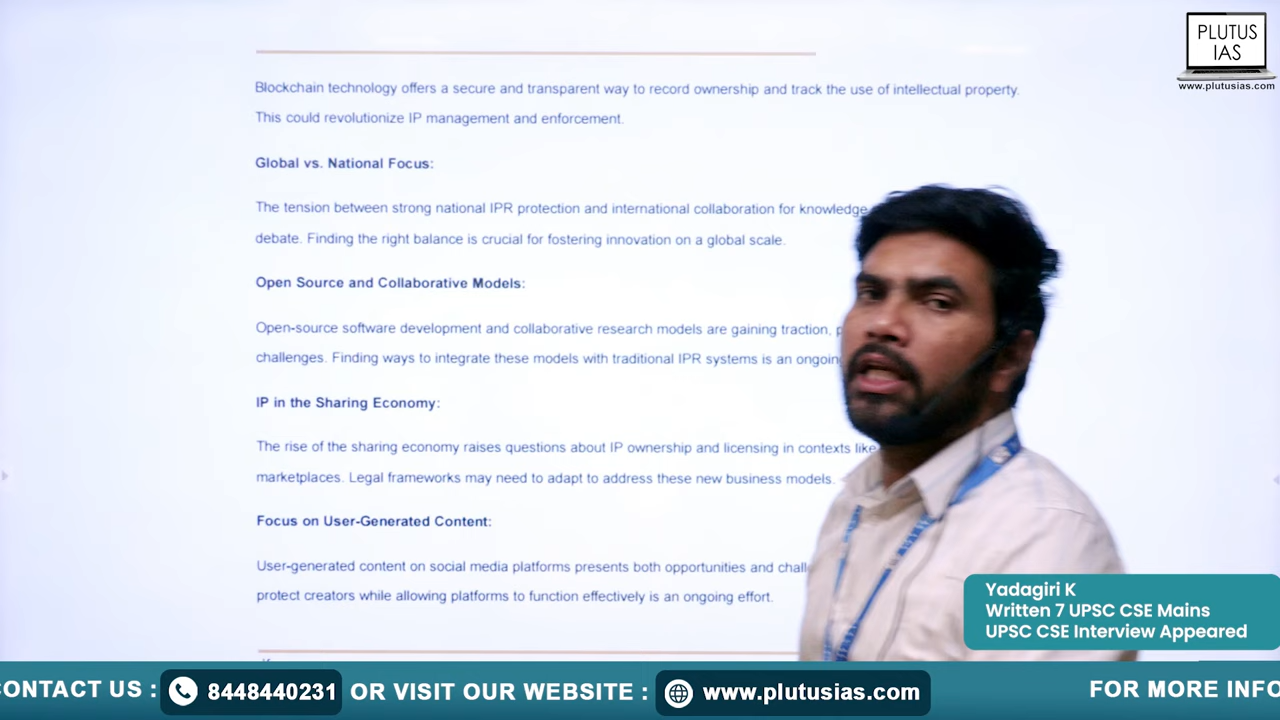 PLUTUS
IAS
www.plutusias.com
Blockchain technology offers a secure and transparent way to record ownership and track the use of intellectual property.
This could revolutionize IP management and enforcement.
Global vs. National Focus:
The tension between strong national IPR protection and international collaboration for knowledge
debate. Finding the right balance is crucial for fostering innovation on a global scale.
Open Source and Collaborative Models:
Open-source software development and collaborative research models are gaining traction,
challenges. Finding ways to integrate these models with traditional IPR systems is an
IP in the Sharing Economy:
The rise of the sharing economy raises questions about IP ownership and licensing in contexts like
marketplaces. Legal frameworks may need to adapt to address these new business models.
Focus on User-Generated Content:
User-generated content on social media platforms presents both opportunities and
protect creators while allowing platforms to function effectively is an ongoing effort.
Yadagiri K
Written 7 UPSC CSE Mains
UPSC CSE Interview Appeared
CONTACT US : 8448440231 OR VISIT OUR WEBSITE : www.plutusias.com FOR MORE INFO